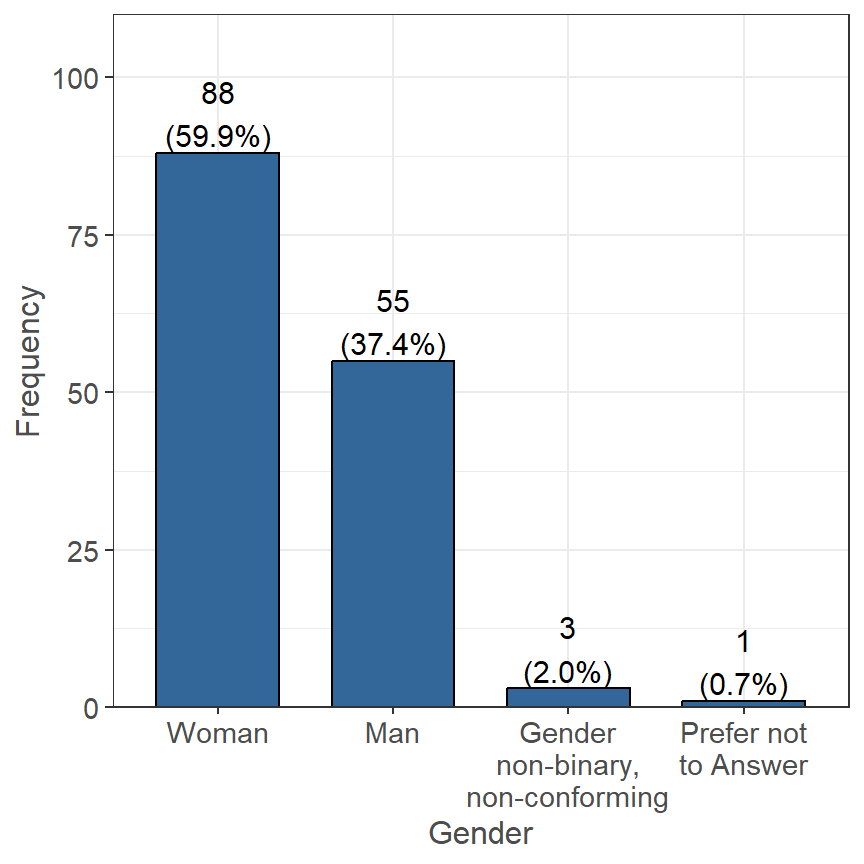 100
75
50
25
0
Frequency
88
(59.9%)
55
(37.4%)
3
(2.0%)
1
(0.7%)
Woman
Man
Gender
non-binary,
non-conforming
Prefer not
to Answer
Gender